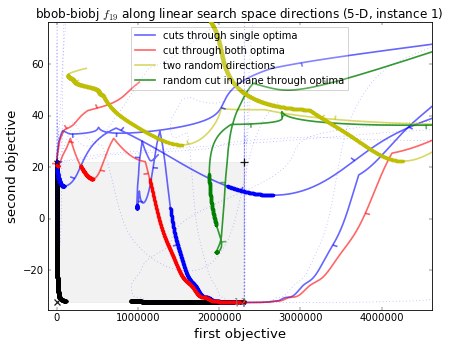 bbob-biobj f₁₉ along linear search space directions (5-D, instance 1)
cuts through single optima
cut through both optima
two random directions
random cut in plane through optima
second objective
60
40
20
0
−20
0
1000000
2000000
3000000
4000000
first objective